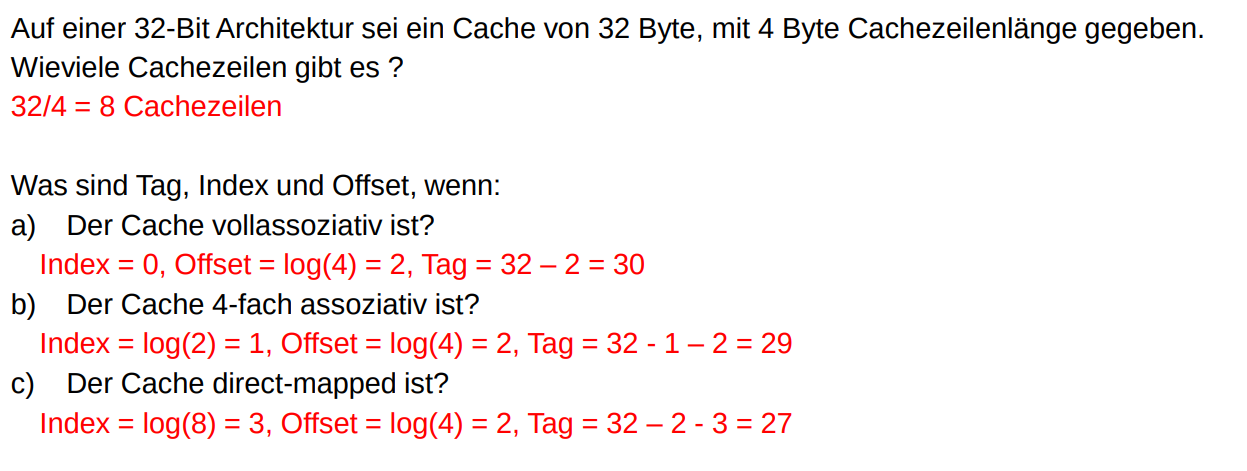 Auf einer 32-Bit Architektur sei ein Cache von 32 Byte, mit 4 Byte Cachezeilenlänge gegeben.
Wieviele Cachezeilen gibt es ?
32/4 = 8 Cachezeilen
Was sind Tag, Index und Offset, wenn:
a) Der Cache vollassoziativ ist?
Index = 0, Offset = log(4) = 2, Tag = 32 – 2 = 30
b) Der Cache 4-fach assoziativ ist?
Index = log(2) = 1, Offset = log(4) = 2, Tag = 32 - 1 – 2 = 29
c) Der Cache direct-mapped ist?
Index = log(8) = 3, Offset = log(4) = 2, Tag = 32 – 2 - 3 = 27